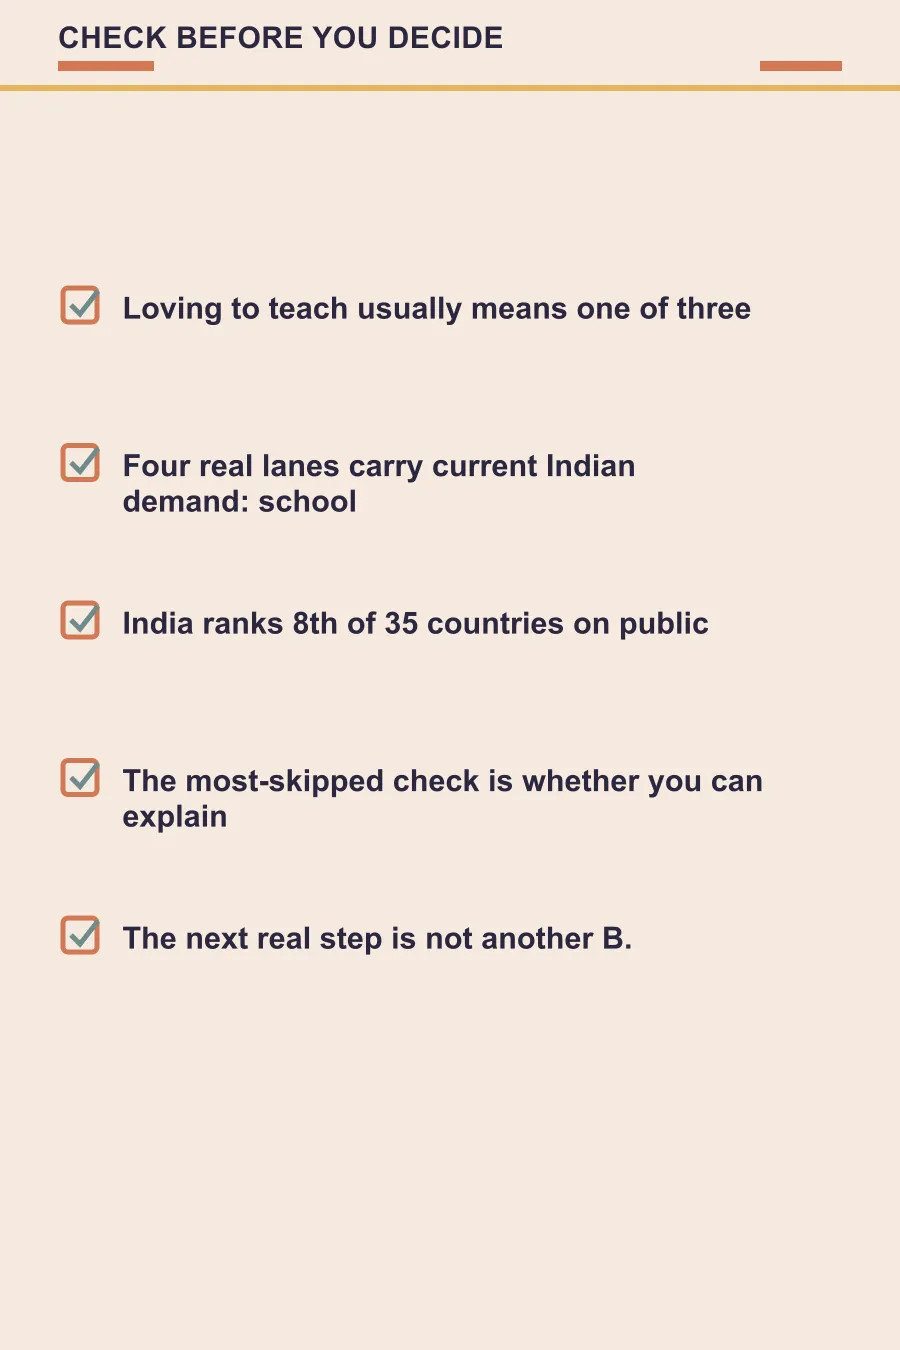 CHECK BEFORE YOU DECIDE
Loving to teach usually means one of three
Four real lanes carry current Indian
demand: school
India ranks 8th of 35 countries on public
The most-skipped check is whether you can
explain
The next real step is not another B.